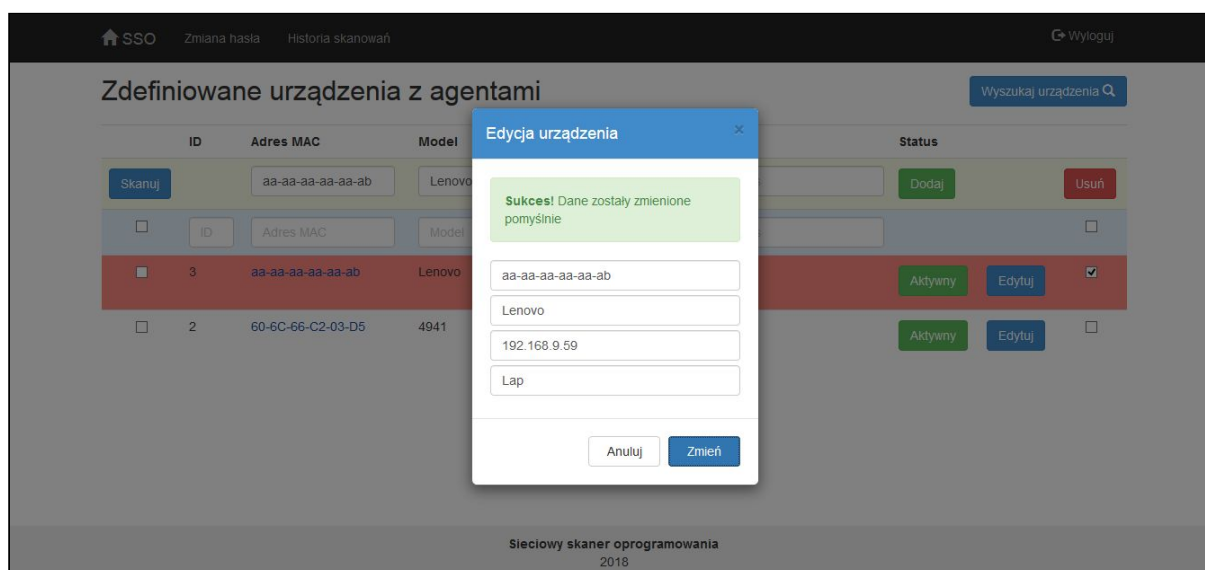 SSO Zmiana hasła Historia skanowań Wyloguj
Zdefiniowane urządzenia z agentami Wyszukaj urządzenia
ID Adres MAC Model Status
Skanuj aa-aa-aa-aa-aa-ab Lenovo Dodaj Usuń
ID Adres MAC Model
3 aa-aa-aa-aa-aa-ab Lenovo Aktywny Edytuj
2 60-6C-66-C2-03-D5 4941 Aktywny Edytuj
Edycja urządzenia ×
Sukces! Dane zostały zmienione
pomyślnie
aa-aa-aa-aa-aa-ab
Lenovo
192.168.9.59
Lap
Anuluj Zmień
Sieciowy skaner oprogramowania
2018